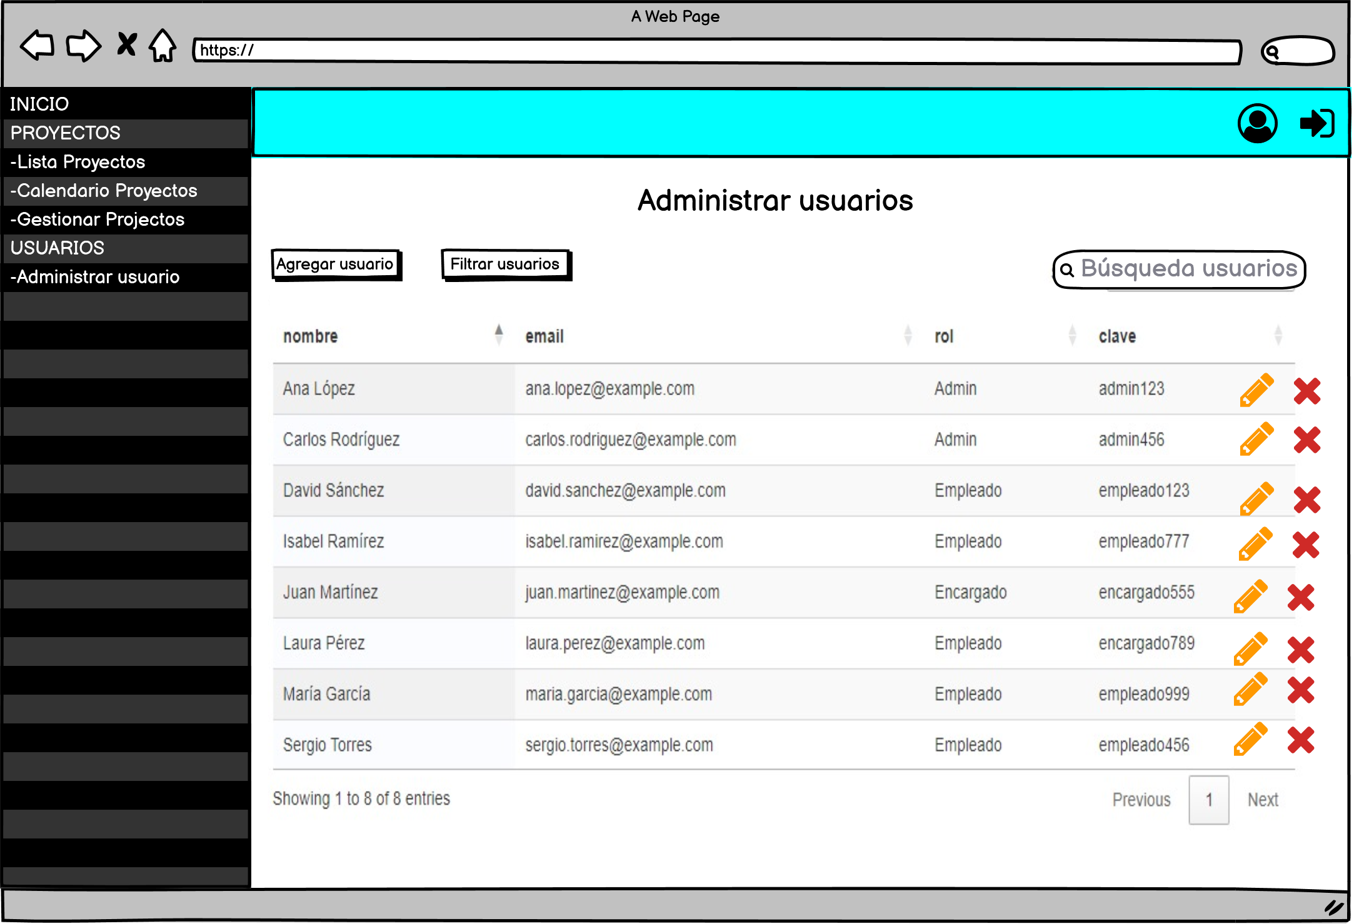 A Web Page
https://
INICIO
PROYECTOS
-Lista Proyectos
-Calendario Proyectos
-Gestionar Projectos
USUARIOS
-Administrar usuario
Administrar usuarios
Agregar usuario Filtrar usuarios Búsqueda usuarios
nombre email rol clave
Ana López ana.lopez@example.com Admin admin123
Carlos Rodríguez carlos.rodriguez@example.com Admin admin456
David Sánchez david.sanchez@example.com Empleado empleado123
Isabel Ramírez isabel.ramirez@example.com Empleado empleado777
Juan Martínez juan.martinez@example.com Encargado encargado555
Laura Pérez laura.perez@example.com Empleado encargado789
María García maria.garcia@example.com Empleado empleado999
Sergio Torres sergio.torres@example.com Empleado empleado456
Showing 1 to 8 of 8 entries Previous 1 Next